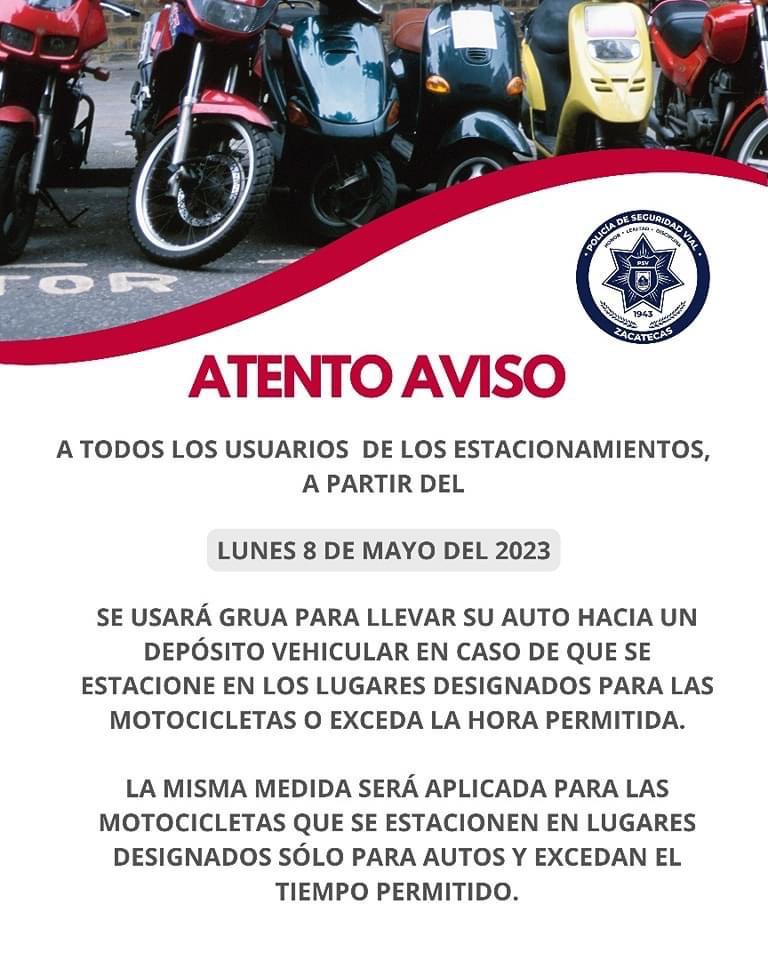 TOR
POLICÍA DE SEGURIDAD VIAL
HONOR • LEALTAD • DISCIPLINA
PSV
1943
ZACATECAS
ATENTO AVISO
A TODOS LOS USUARIOS DE LOS ESTACIONAMIENTOS,
A PARTIR DEL
LUNES 8 DE MAYO DEL 2023
SE USARÁ GRUA PARA LLEVAR SU AUTO HACIA UN
DEPÓSITO VEHICULAR EN CASO DE QUE SE
ESTACIONE EN LOS LUGARES DESIGNADOS PARA LAS
MOTOCICLETAS O EXCEDA LA HORA PERMITIDA.
LA MISMA MEDIDA SERÁ APLICADA PARA LAS
MOTOCICLETAS QUE SE ESTACIONEN EN LUGARES
DESIGNADOS SÓLO PARA AUTOS Y EXCEDAN EL
TIEMPO PERMITIDO.